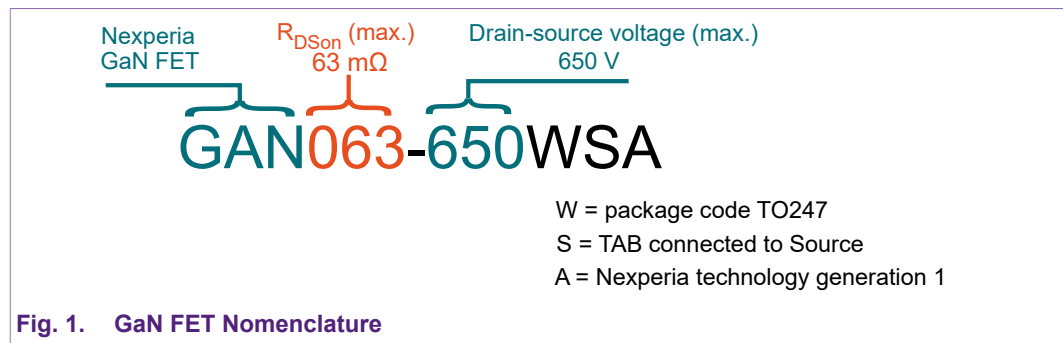 Nexperia
GaN FET
RDSon (max.)
63 mΩ
Drain-source voltage (max.)
650 V
GAN063-650WSA
W = package code TO247
S = TAB connected to Source
A = Nexperia technology generation 1
Fig. 1. GaN FET Nomenclature